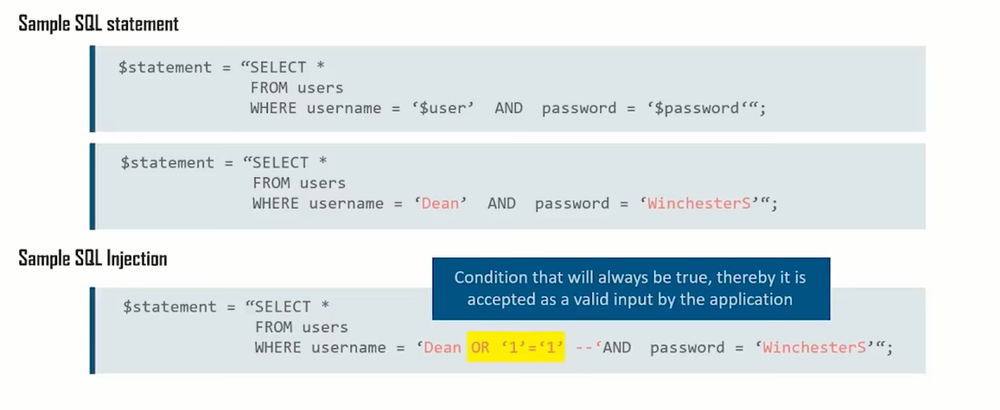 Sample SQL statement
$statement = “SELECT *
FROM users
WHERE username = ‘$user’ AND password = ‘$password‘“;
$statement = “SELECT *
FROM users
WHERE username = ‘Dean’ AND password = ‘WinchesterS’“;
Sample SQL Injection
Condition that will always be true, thereby it is
accepted as a valid input by the application
$statement = “SELECT *
FROM users
WHERE username = ‘Dean OR ‘1’=‘1’ --‘AND password = ‘WinchesterS’“;